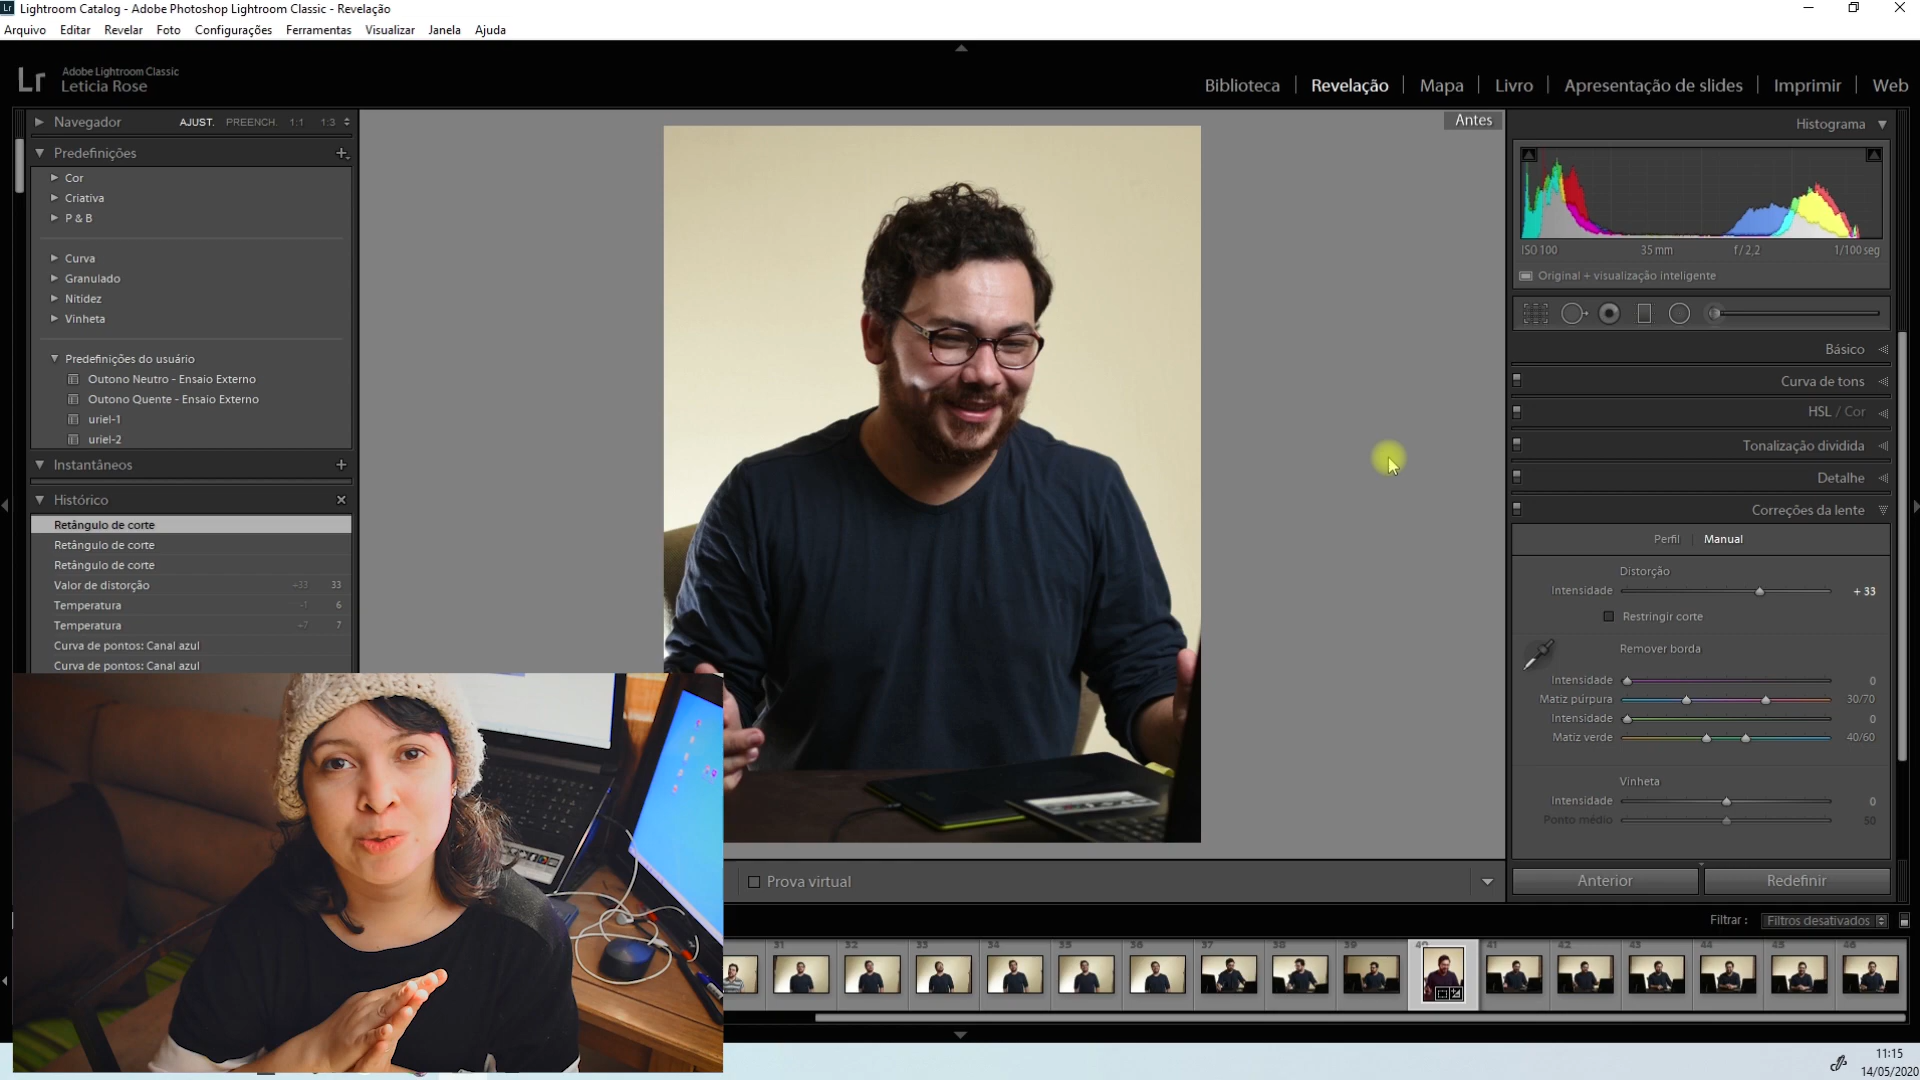 Lr Lightroom Catalog - Adobe Photoshop Lightroom Classic - Revelação
Arquivo Editar Revelar Foto Configurações Ferramentas Visualizar Janela Ajuda
Lr Adobe Lightroom Classic
Leticia Rose
Biblioteca | Revelação | Mapa | Livro | Apresentação de slides | Imprimir | Web
Navegador AJUST. PREENCH. 1:1 1:3
Predefinições
Cor
Criativa
P & B
Curva
Granulado
Nitidez
Vinheta
Predefinições do usuário
Outono Neutro - Ensaio Externo
Outono Quente - Ensaio Externo
uriel-1
uriel-2
Instantâneos
Histórico
Retângulo de corte
Retângulo de corte
Retângulo de corte
Valor de distorção +33 33
Temperatura -1 6
Temperatura -7 7
Curva de pontos: Canal azul
Curva de pontos: Canal azul
Antes
Prova virtual
Histograma
ISO 100 35 mm f / 2,2 1/100 seg
Original + visualização inteligente
Básico
Curva de tons
HSL / Cor
Tonalização dividida
Detalhe
Correções da lente
Perfil | Manual
Distorção
Intensidade + 33
Restringir corte
Remover borda
Intensidade 0
Matiz púrpura 30/70
Intensidade 0
Matiz verde 40/60
Vinheta
Intensidade 0
Ponto médio 50
Anterior Redefinir
Filtrar : Filtros desativados
31 32 33 34 35 36 37 38 39 40 41 42 43 44 45 46
11:15
14/05/2020